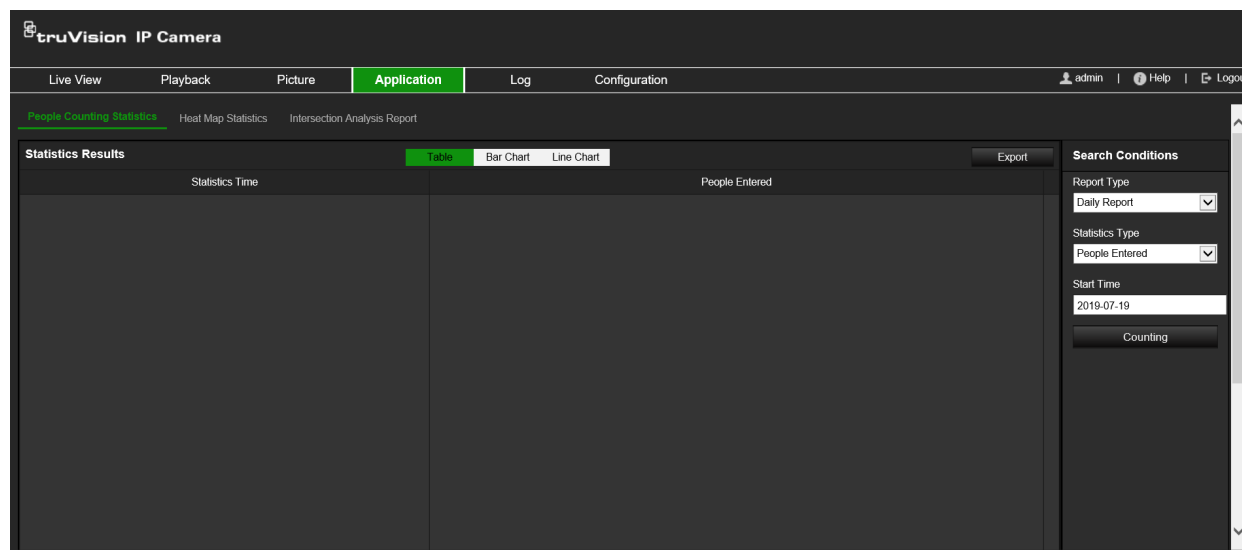 truVision IP Camera
Live View Playback Picture Application Log Configuration admin | Help | Logou
People Counting Statistics Heat Map Statistics Intersection Analysis Report
Statistics Results Table Bar Chart Line Chart Export
Statistics Time People Entered
Search Conditions
Report Type
Daily Report
Statistics Type
People Entered
Start Time
2019-07-19
Counting